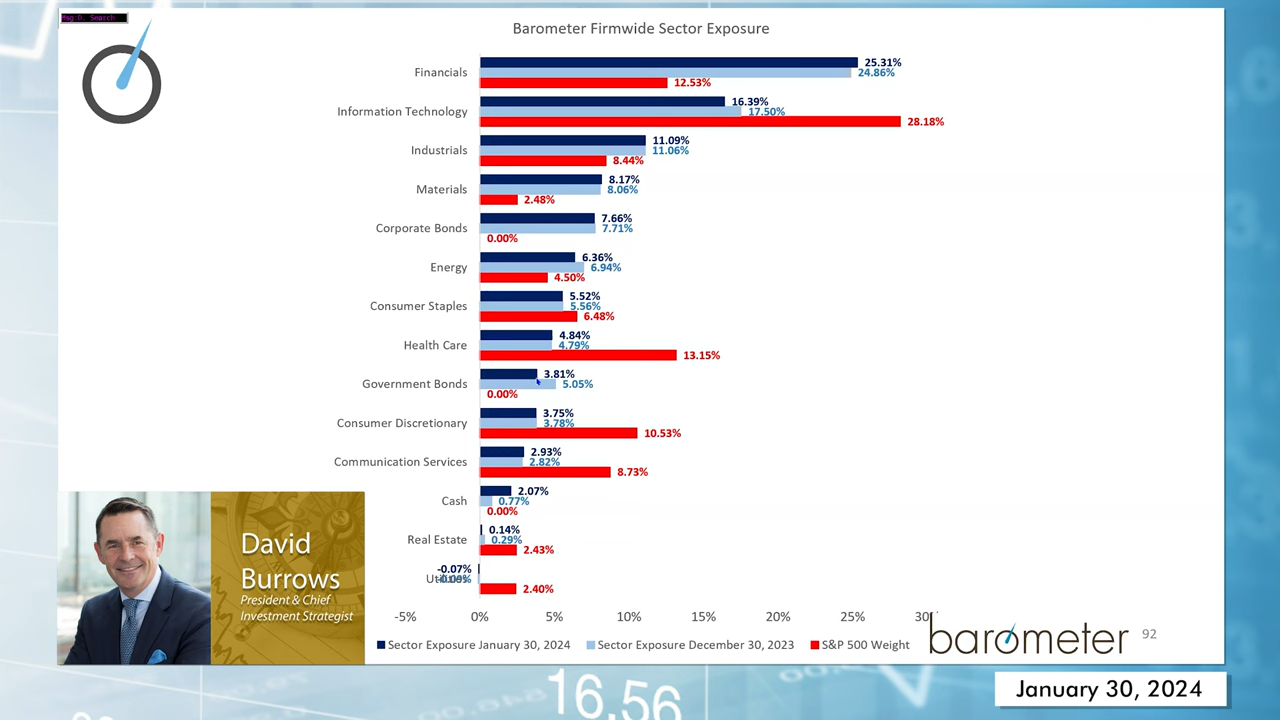 Msg D. Search
Barometer Firmwide Sector Exposure
Financials
25.31%
24.86%
12.53%
Information Technology
16.39%
17.50%
28.18%
Industrials
11.09%
11.06%
8.44%
Materials
8.17%
8.06%
2.48%
Corporate Bonds
7.66%
7.71%
0.00%
Energy
6.36%
6.94%
4.50%
Consumer Staples
5.52%
5.56%
6.48%
Health Care
4.84%
4.79%
13.15%
Government Bonds
3.81%
5.05%
0.00%
Consumer Discretionary
3.75%
3.78%
10.53%
Communication Services
2.93%
2.82%
8.73%
Cash
2.07%
0.77%
0.00%
Real Estate
0.14%
0.29%
2.43%
-0.07%
2.40%
-5% 0% 5% 10% 15% 20% 25%
Sector Exposure January 30, 2024 Sector Exposure December 30, 2023 S&P 500 Weight
David
Burrows
President & Chief
Investment Strategist
barometer
92
January 30, 2024
16.56